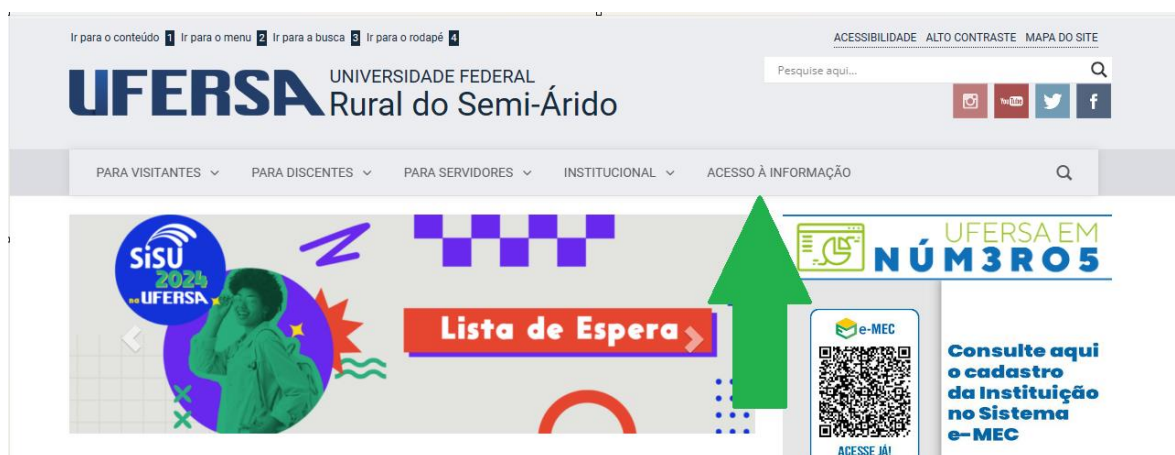 Ir para o conteúdo 1 Ir para o menu 2 Ir para a busca 3 Ir para o rodapé 4
ACESSIBILIDADE ALTO CONTRASTE MAPA DO SITE
UFERSA
UNIVERSIDADE FEDERAL
Rural do Semi-Árido
Pesquise aqui...
You Tube
f
PARA VISITANTES PARA DISCENTES PARA SERVIDORES INSTITUCIONAL ACESSO À INFORMAÇÃO
SiSU
2024
na UFERSA
Lista de Espera
UFERSA EM
NÚM3RO5
e-MEC
ACESSE JÁ!
Consulte aqui
o cadastro
da Instituição
no Sistema
e-MEC